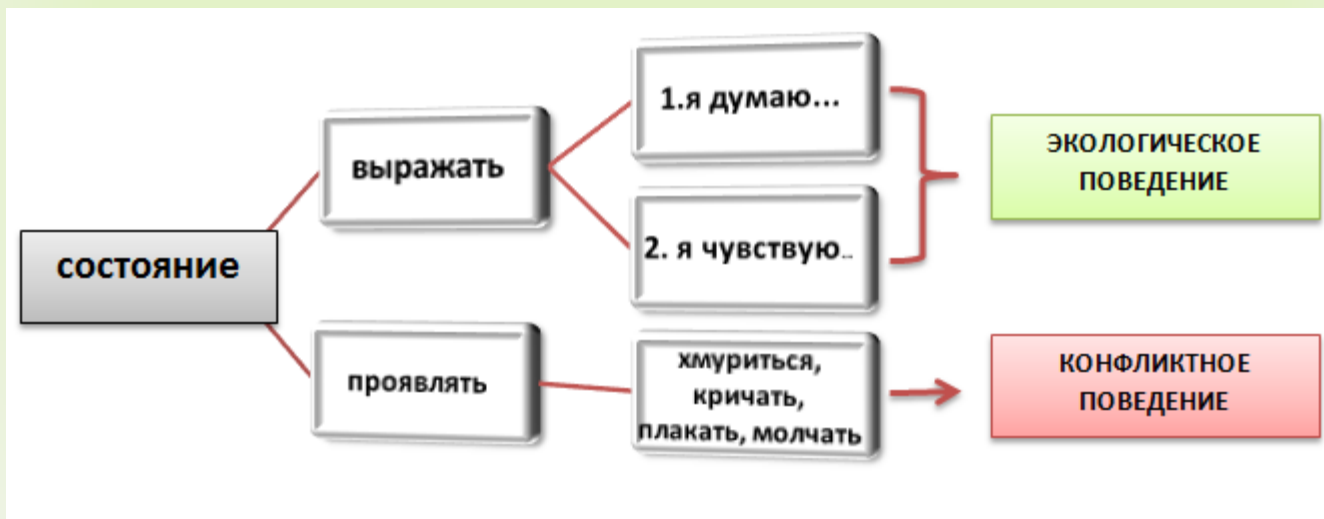 состояние
выражать
1.я думаю...
2. я чувствую..
ЭКОЛОГИЧЕСКОЕ
ПОВЕДЕНИЕ
проявлять
хмуриться,
кричать,
плакать, молчать
КОНФЛИКТНОЕ
ПОВЕДЕНИЕ